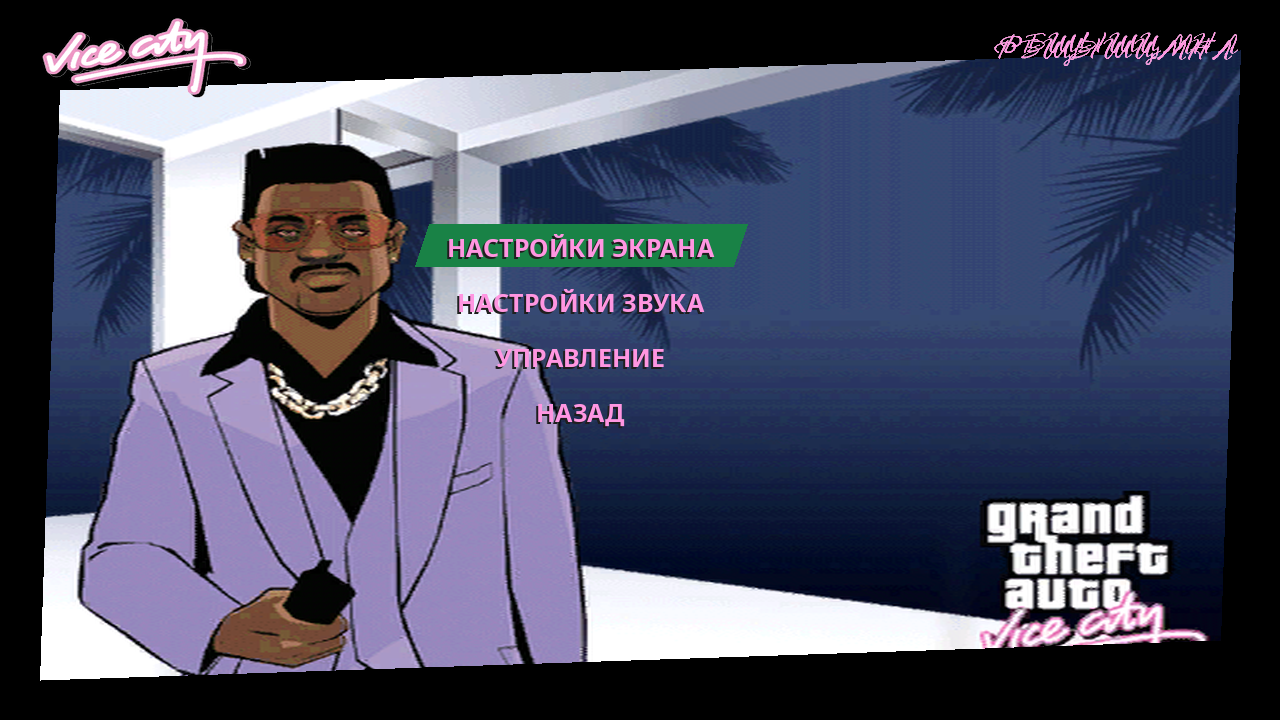 Vice City
НАСТРОЙКИ ЭКРАНА
НАСТРОЙКИ ЗВУКА
УПРАВЛЕНИЕ
НАЗАД
grand
theft
auto
Vice City